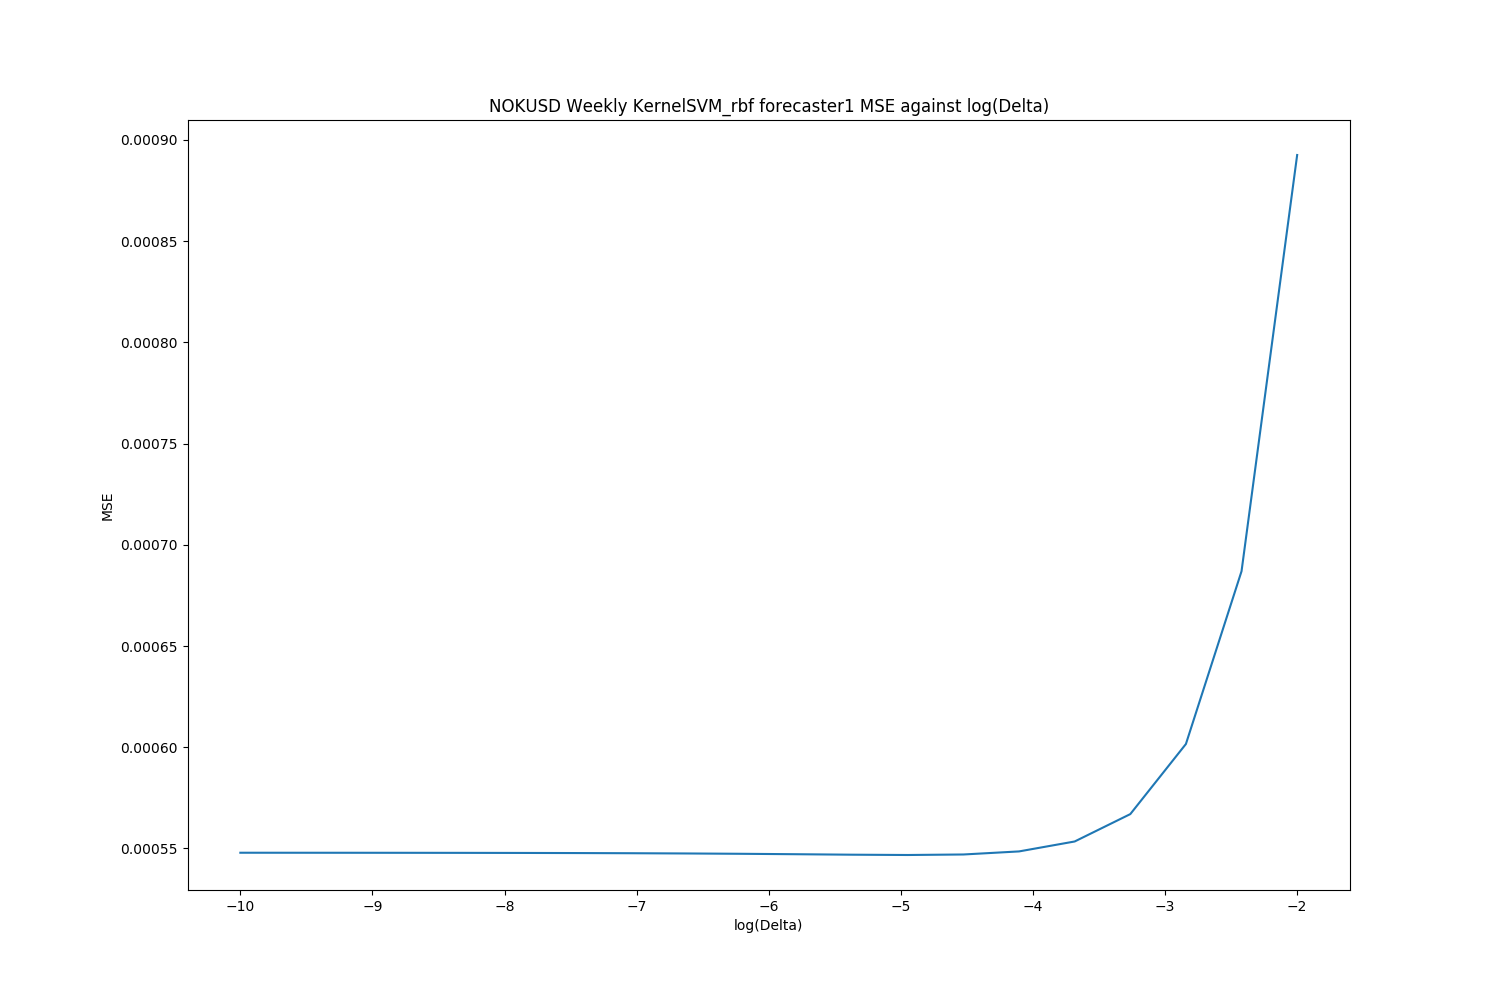 NOKUSD Weekly KernelSVM_rbf forecaster1 MSE against log(Delta)
0.00090
0.00085
0.00080
0.00075
0.00070
0.00065
0.00060
0.00055
MSE
−10 −9 −8 −7 −6 −5 −4 −3 −2
log(Delta)